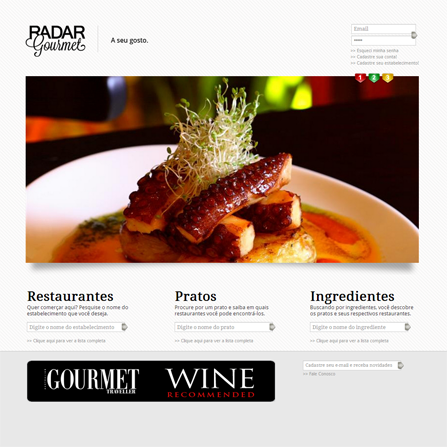 RADAR
Gourmet
A seu gosto.
Email
>> Esqueci minha senha
>> Cadastre sua conta!
>> Cadastre seu estabelecimento
1 2 3
Restaurantes
Quer começar aqui? Pesquise o nome do
estabelecimento que você deseja.
Digite o nome do estabelecimento
>> Clique aqui para ver a lista completa
Pratos
Procure por um prato e saiba em quais
restaurantes você pode encontrá-los.
Digite o nome do prato
>> Clique aqui para ver a lista completa
Ingredientes
Buscando por ingredientes, você descobre
os pratos e seus respectivos restaurantes.
Digite o nome do ingrediente
>> Clique aqui para ver a lista completa
GOURMET
TRAVELLER
WINE
RECOMMENDED
Cadastre seu e-mail e receba novidades
>> Fale Conosco